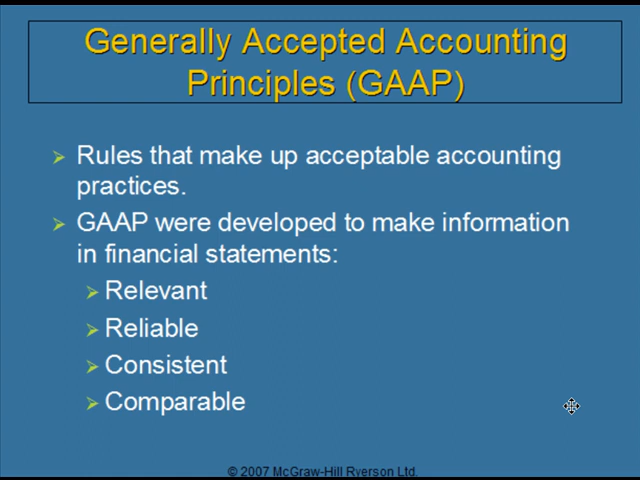 Generally Accepted Accounting
Principles (GAAP)
Rules that make up acceptable accounting
practices.
GAAP were developed to make information
in financial statements:
Relevant
Reliable
Consistent
Comparable
© 2007 McGraw-Hill Ryerson Ltd.